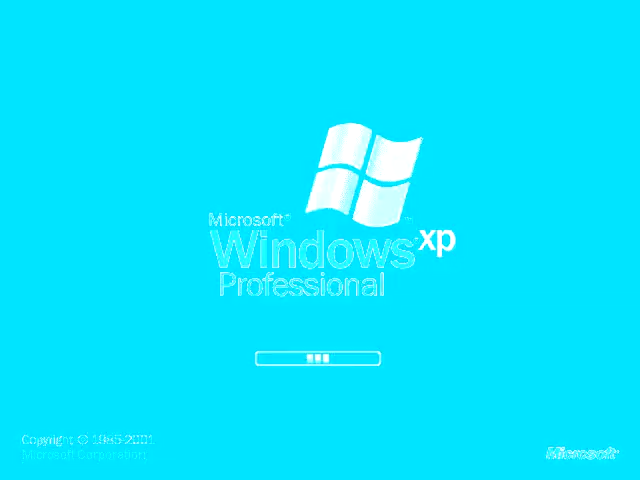 Microsoft®
Windows xp
Professional
Copyright © 1985-2001
Microsoft Corporation
Microsoft